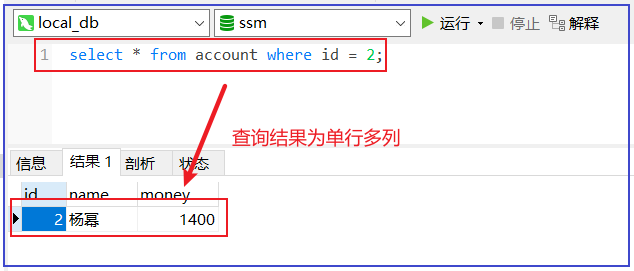 local_db ssm 运行 停止 解释
1 select * from account where id = 2;
查询结果为单行多列
信息 结果 1 剖析 状态
id name money
2 杨幂 1400